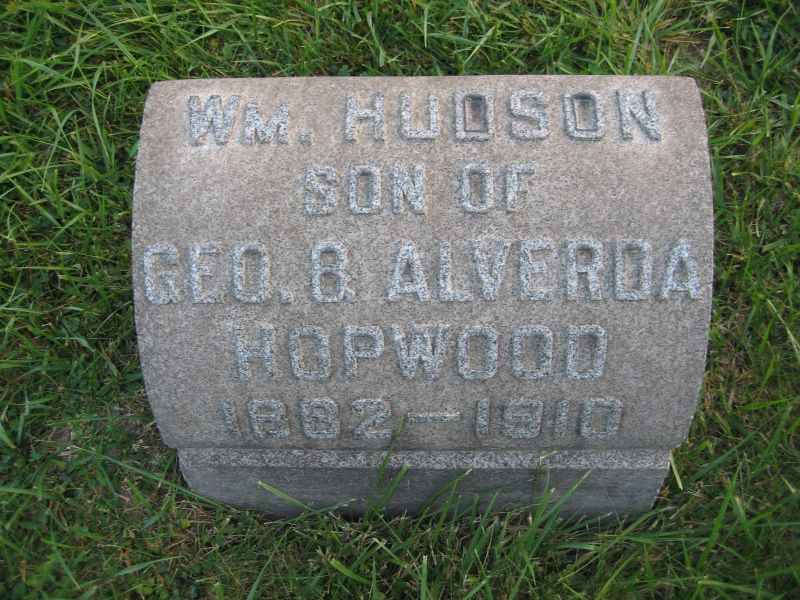 WM. HUDSON
SON OF
GEO. B. ALVERDA
HOPWOOD
1882–1910